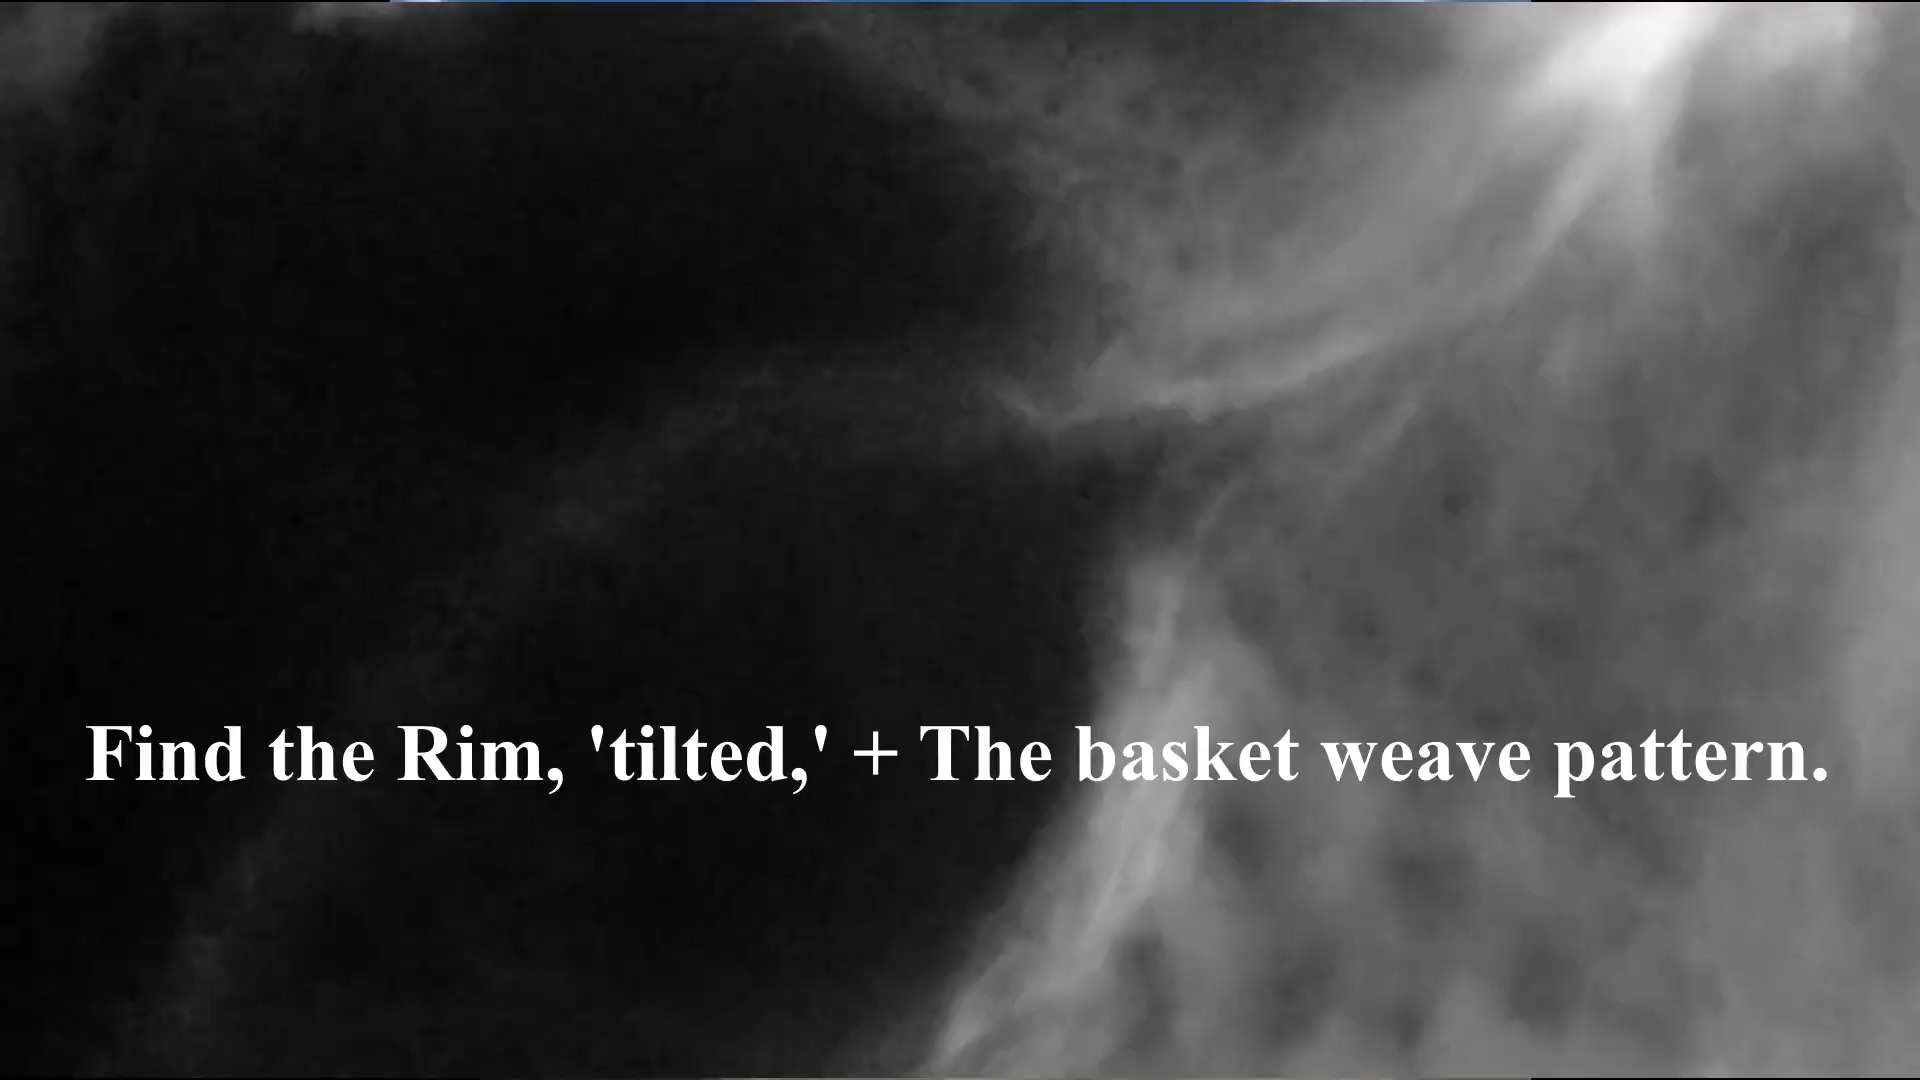 Find the Rim, 'tilted,' + The basket weave pattern.